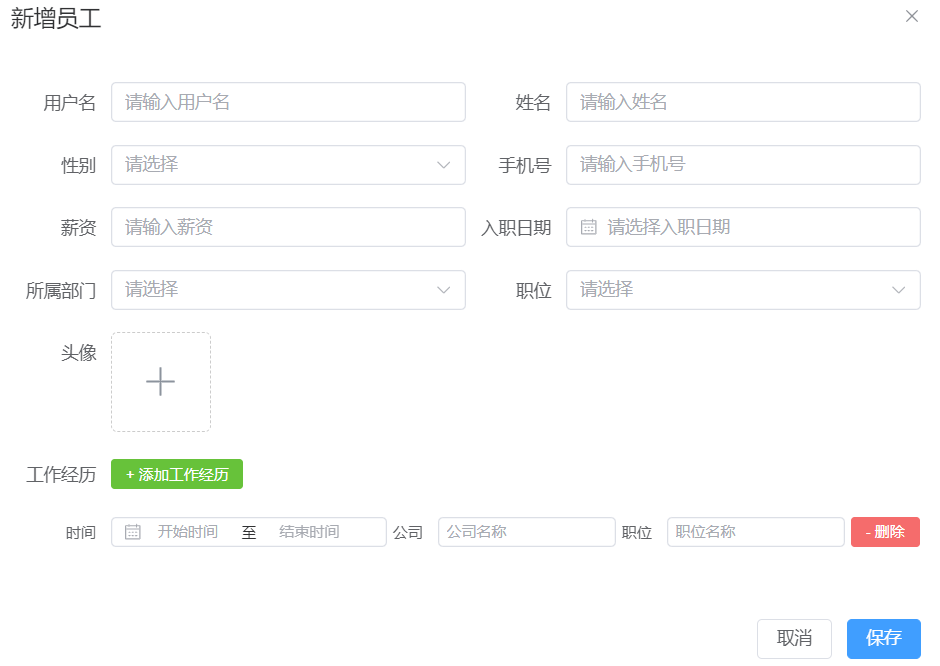 新增员工
用户名 请输入用户名 姓名 请输入姓名
性别 请选择 手机号 请输入手机号
薪资 请输入薪资 入职日期 请选择入职日期
所属部门 请选择 职位 请选择
头像
工作经历 + 添加工作经历
时间 开始时间 至 结束时间 公司 公司名称 职位 职位名称 - 删除
取消 保存